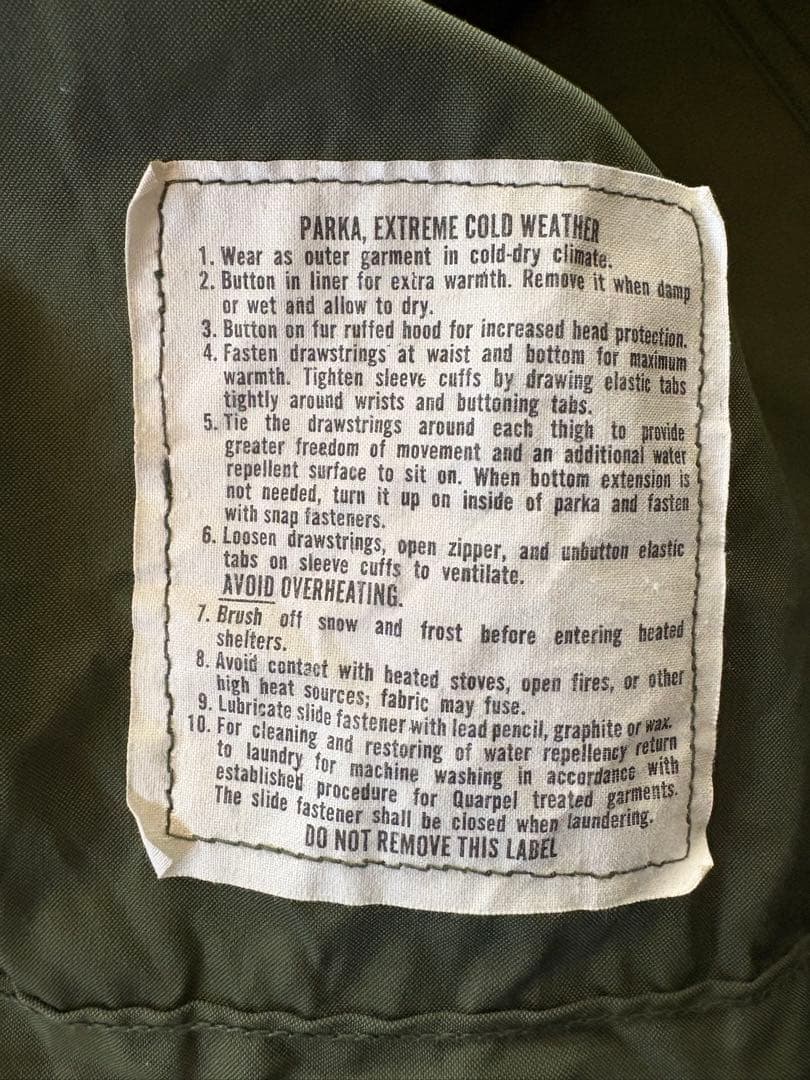 PARKA, EXTREME COLD WEATHER
1. Wear as outer garment in cold-dry climate.
2. Button in liner for extra warmth. Remove it when damp
or wet and allow to dry.
3. Button on fur ruffed hood for increased head protection.
4. Fasten drawstrings at waist and bottom for maximum
warmth. Tighten sleeve cuffs by drawing elastic tabs
tightly around wrists and buttoning tabs.
5. Tie the drawstrings around each thigh to provide
greater freedom of movement and an additional water
repellent surface to sit on. When bottom extension is
not needed, turn it up on inside of parka and fasten
with snap fasteners.
6. Loosen drawstrings, open zipper, and unbutton elastic
tabs on sleeve cuffs to ventilate.
AVOID OVERHEATING.
7. Brush off snow and frost before entering heated
shelters.
8. Avoid contact with heated stoves, open fires, or other
high heat sources; fabric may fuse.
9. Lubricate slide fastener with lead pencil, graphite or wax.
10. For cleaning and restoring of water repellency return
to laundry for machine washing in accordance with
established procedure for Quarpel treated garments.
The slide fastener shall be closed when laundering.
DO NOT REMOVE THIS LABEL